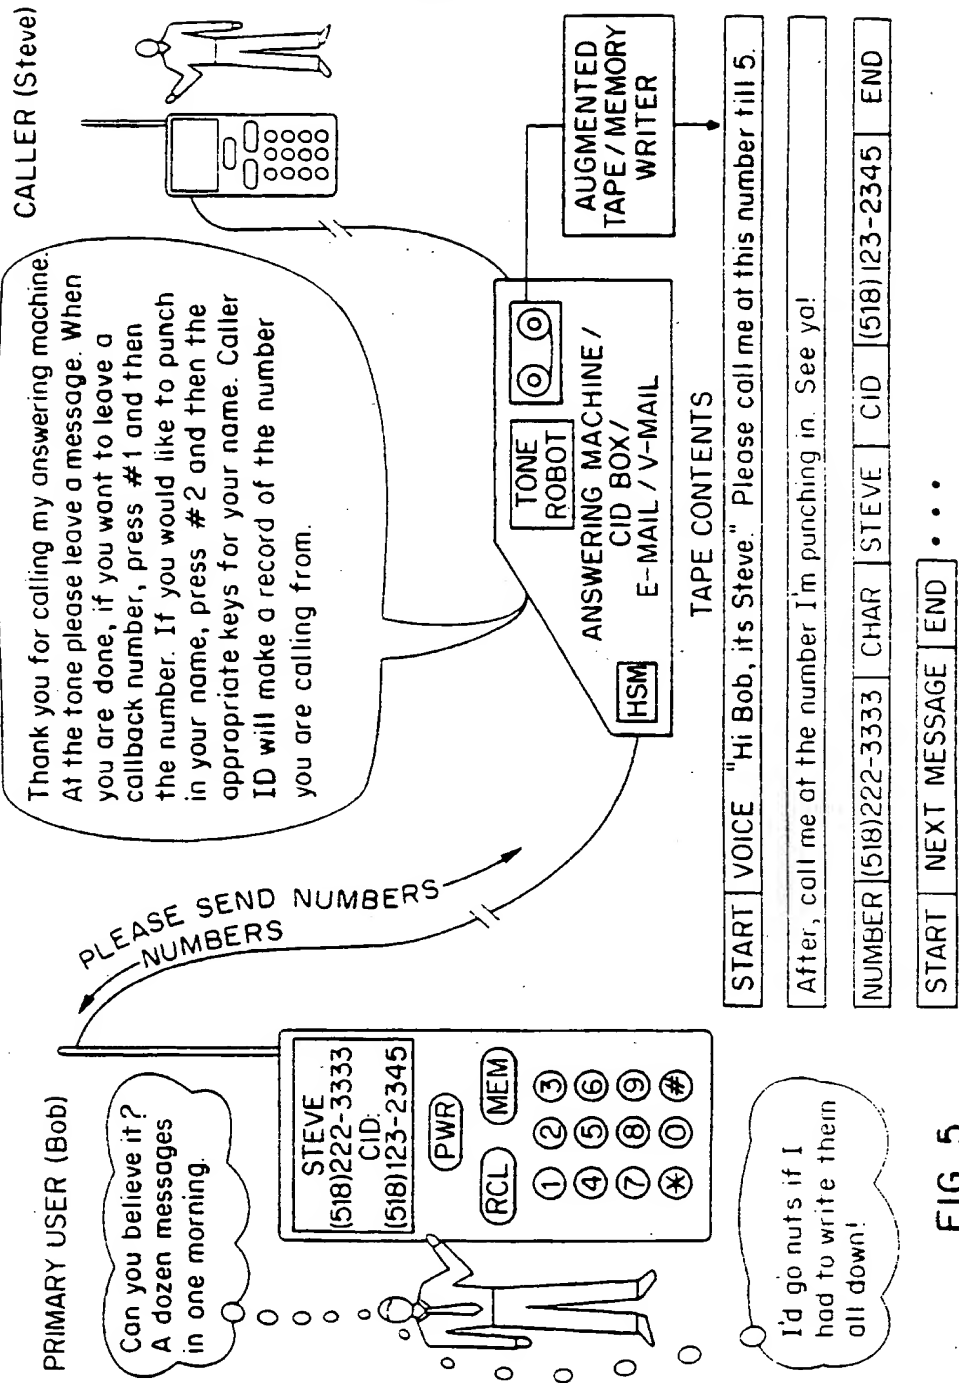 PRIMARY USER (Bob)
Can you believe it?
A dozen messages
in one morning.
STEVE
(518)222-3333
CID:
(518)123-2345
PWR
RCL
MEM
1 2 3
4 5 6
7 8 9
* 0 #
I'd go nuts if I
had to write them
all down!
PLEASE SEND NUMBERS
NUMBERS
Thank you for calling my answering machine.
At the tone please leave a message. When
you are done, if you want to leave a
callback number, press #1 and then
the number. If you would like to punch
in your name, press #2 and then the
appropriate keys for your name. Caller
ID will make a record of the number
you are calling from.
CALLER (Steve)
TONE
ROBOT
ANSWERING MACHINE/
CID BOX/
E-MAIL/V-MAIL
HSM
AUGMENTED
TAPE/MEMORY
WRITER
TAPE CONTENTS
START VOICE "Hi Bob, its Steve." Please call me at this number till 5.
After, call me at the number I'm punching in. See ya!
NUMBER (518)222-3333 CHAR STEVE CID (518)123-2345 END
START NEXT MESSAGE END • • •
FIG. 5